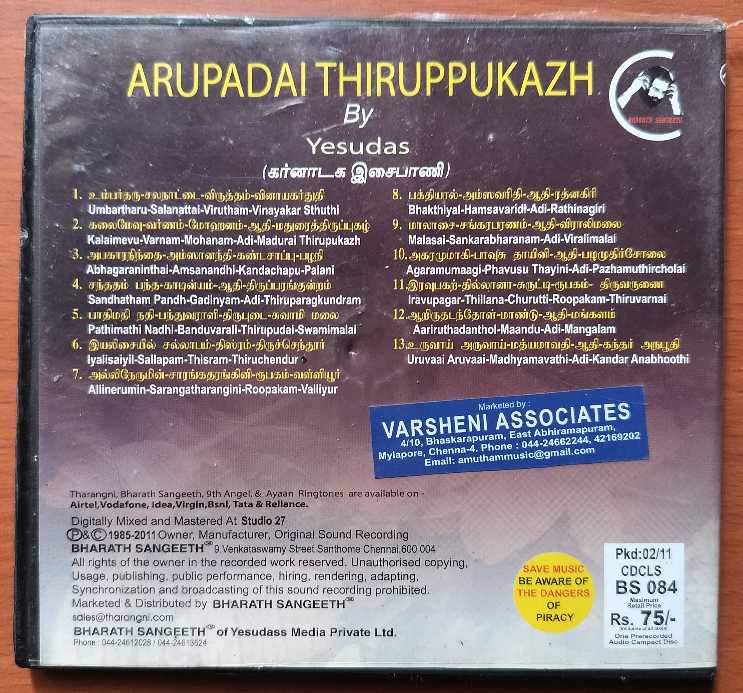 ARUPADAI THIRUPPUKAZH
By
Yesudas
(கர்னாடக இசைபாணி)
BHARATH SANGEETH
1. உம்பர்தரு-சலநாட்டை-விருத்தம்-வினாயகர்துதி
Umbartharu-Salanattai-Virutham-Vinayakar Sthuthi
2. கலைமேவு-வர்னம்-மோஹனம்-ஆதி-மதுரைத்திருப்புகழ்
Kalaimevu-Varnam-Mohanam-Adi-Madurai Thirupukazh
3. அபகாரநிந்தை-அம்ஸானந்தி-கண்டசாப்பு-பழநி
Abhagaraninthai-Amsanandhi-Kandachapu-Palani
4. சந்ததம் பந்த-காடின்யம்-ஆதி-திருப்பரங்குன்றம்
Sandhatham Pandh-Gadinyam-Adi-Thiruparagkundram
5. பாதிமதி நதி-பந்துவராளி-திருபுடை-சுவாமி மலை
Pathimathi Nadhi-Banduvarali-Thirupudai-Swamimalai
6. இயலிசையில் சல்லாபம்-திஸ்ரம்-திருச்செந்தூர்
Iyalisaiyil-Sallapam-Thisram-Thiruchendur
7. அல்லிநேருமின்-சாரங்கதரங்கினி-ரூபகம்-வள்ளியூர்
Allinerumin-Sarangatharangini-Roopakam-Valliyur
8. பக்தியால்-அம்ஸவரிதி-ஆதி-ரத்னகிரி
Bhakthiyal-Hamsavaridf-Adi-Rathinagiri
9. மாலாசை-சங்கரபரணம்-ஆதி-விராலிமலை
Malasai-Sankarabharanam-Adi-Viralimalai
10. அகரமுமாகி-பாவுசு தாயினி-ஆதி-பழமுதிர்சோலை
Agaramumaagi-Phavusu Thayini-Adi-Pazhamuthircholai
11. இரவுபகற்-தில்லானா-சுருட்டி-ரூபகம்- திருவருணை
Iravupagar-Thillana-Churutti-Roopakam-Thiruvarnai
12. ஆறிருதடந்தோள்-மாண்டு-ஆதி-மங்களம்
Aariruthadanthol-Maandu-Adi-Mangalam
13. உருவாய் அருவாய்-மத்யமாவதி-ஆதி-கந்தர் அநுபூதி
Uruvaai Aruvaai-Madhyamavathi-Adi-Kandar Anabhoothi
Marketed by :
VARSHENI ASSOCIATES
4/10, Bhaskarapuram, East Abhiramapuram,
Mylapore, Chenna-4. Phone : 044-24662244, 42169202
Email: amuthammusic@gmail.com
Tharangni, Bharath Sangeeth, 9th Angel, & Ayaan Ringtones are available on -
Airtel,Vodafone, Idea,Virgin,Bsnl, Tata & Reliance.
Digitally Mixed and Mastered At Studio 27
Ⓟ&© 1985-2011 Owner, Manufacturer, Original Sound Recording
BHARATH SANGEETH 9.Venkataswamy Street Santhome Chennai,600 004
All rights of the owner in the recorded work reserved. Unauthorised copying,
Usage, publishing, public performance, hiring, rendering, adapting,
Synchronization and broadcasting of this sound recording prohibited.
Marketed & Distributed by BHARATH SANGEETH
sales@tharangni.com
BHARATH SANGEETH of Yesudass Media Private Ltd.
Phone : 044-24612028 / 044-24613524
SAVE MUSIC
BE AWARE OF
THE DANGERS
OF
PIRACY
Pkd:02/11
CDCLS
BS 084
Maximum
Retail Price
Rs. 75/-
(Inclusive of all taxes)
One Prerecorded
Audio Compact Disc